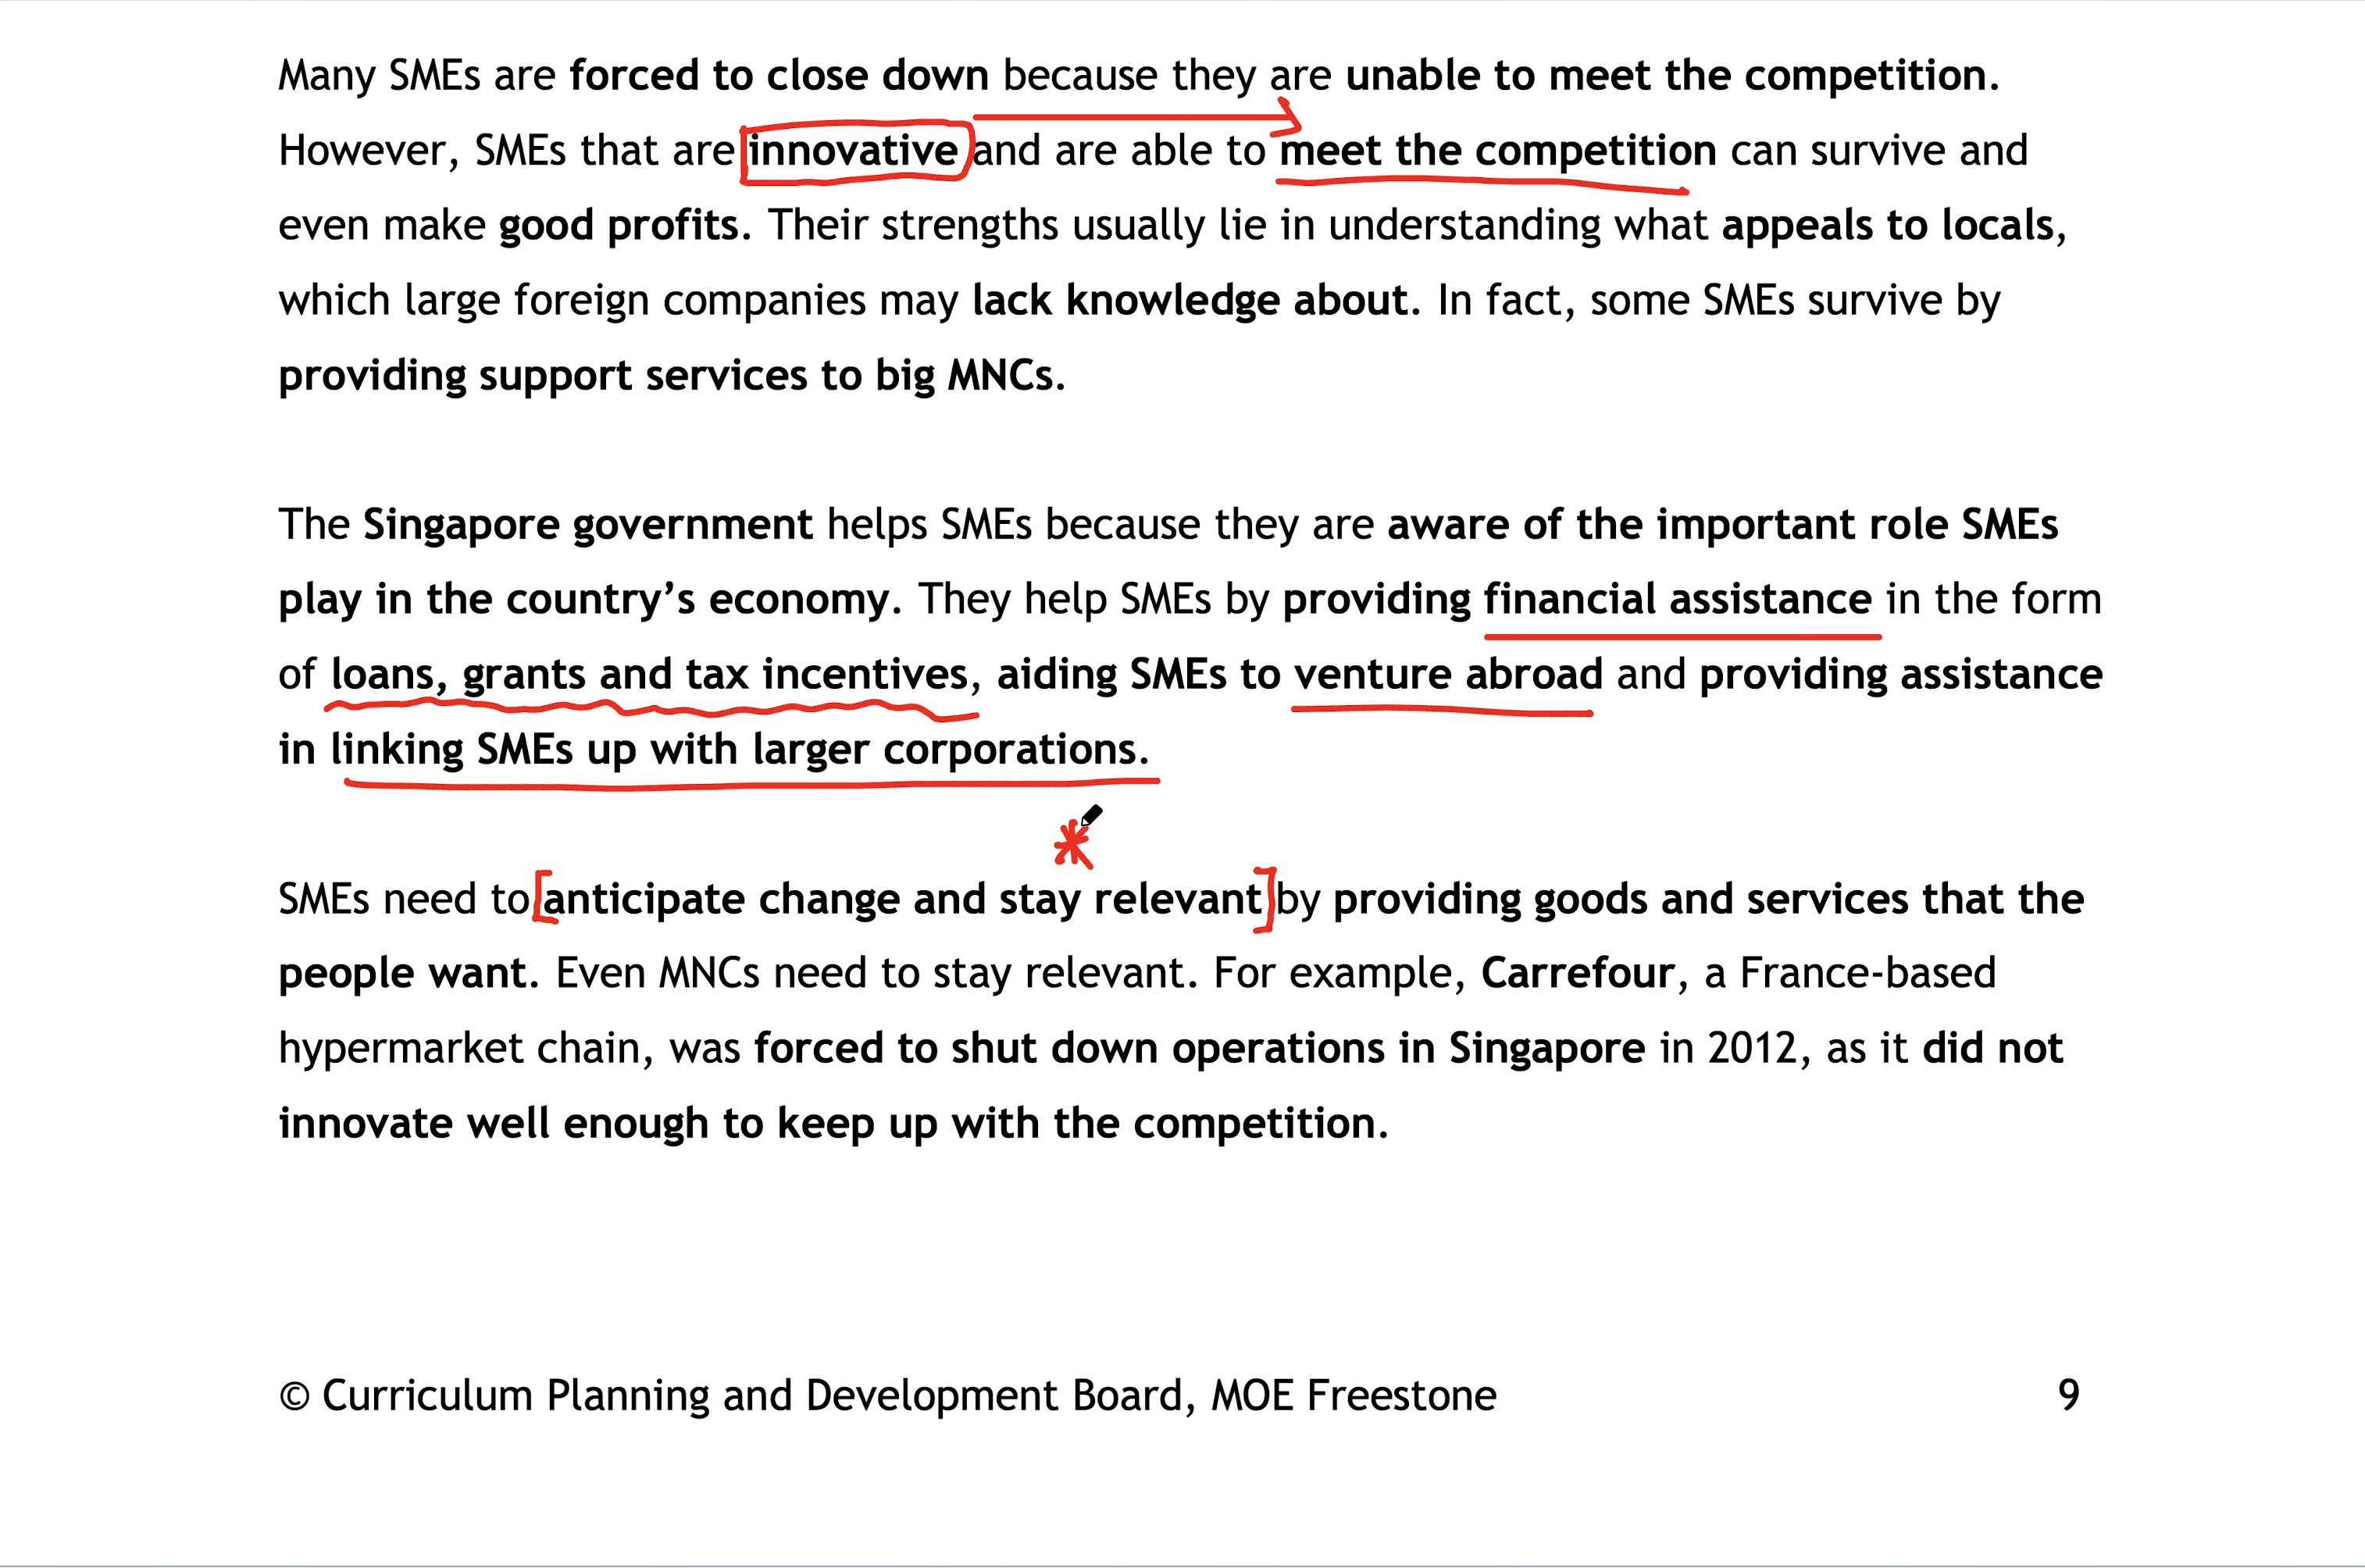 Many SMEs are forced to close down because they are unable to meet the competition.
However, SMEs that are innovative and are able to meet the competition can survive and
even make good profits. Their strengths usually lie in understanding what appeals to locals,
which large foreign companies may lack knowledge about. In fact, some SMEs survive by
providing support services to big MNCs.
The Singapore government helps SMEs because they are aware of the important role SMEs
play in the country’s economy. They help SMEs by providing financial assistance in the form
of loans, grants and tax incentives, aiding SMEs to venture abroad and providing assistance
in linking SMEs up with larger corporations.
SMEs need to [anticipate change and stay relevant] by providing goods and services that the
people want. Even MNCs need to stay relevant. For example, Carrefour, a France-based
hypermarket chain, was forced to shut down operations in Singapore in 2012, as it did not
innovate well enough to keep up with the competition.
© Curriculum Planning and Development Board, MOE Freestone 9